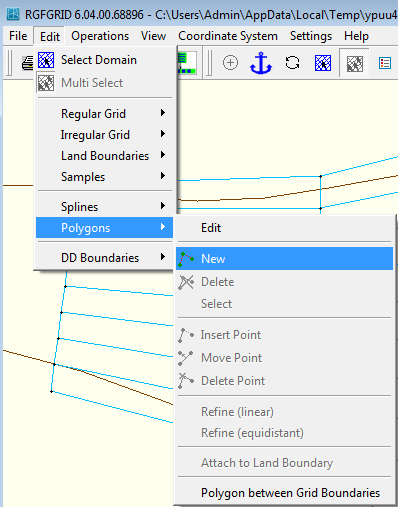 RGFGRID 6.04.00.68896 - C:\Users\Admin\AppData\Local\Temp\ypuu4
File Edit Operations View Coordinate System Settings Help
Select Domain
Multi Select
Regular Grid
Irregular Grid
Land Boundaries
Samples
Splines
Polygons
DD Boundaries
Edit
New
Delete
Select
Insert Point
Move Point
Delete Point
Refine (linear)
Refine (equidistant)
Attach to Land Boundary
Polygon between Grid Boundaries